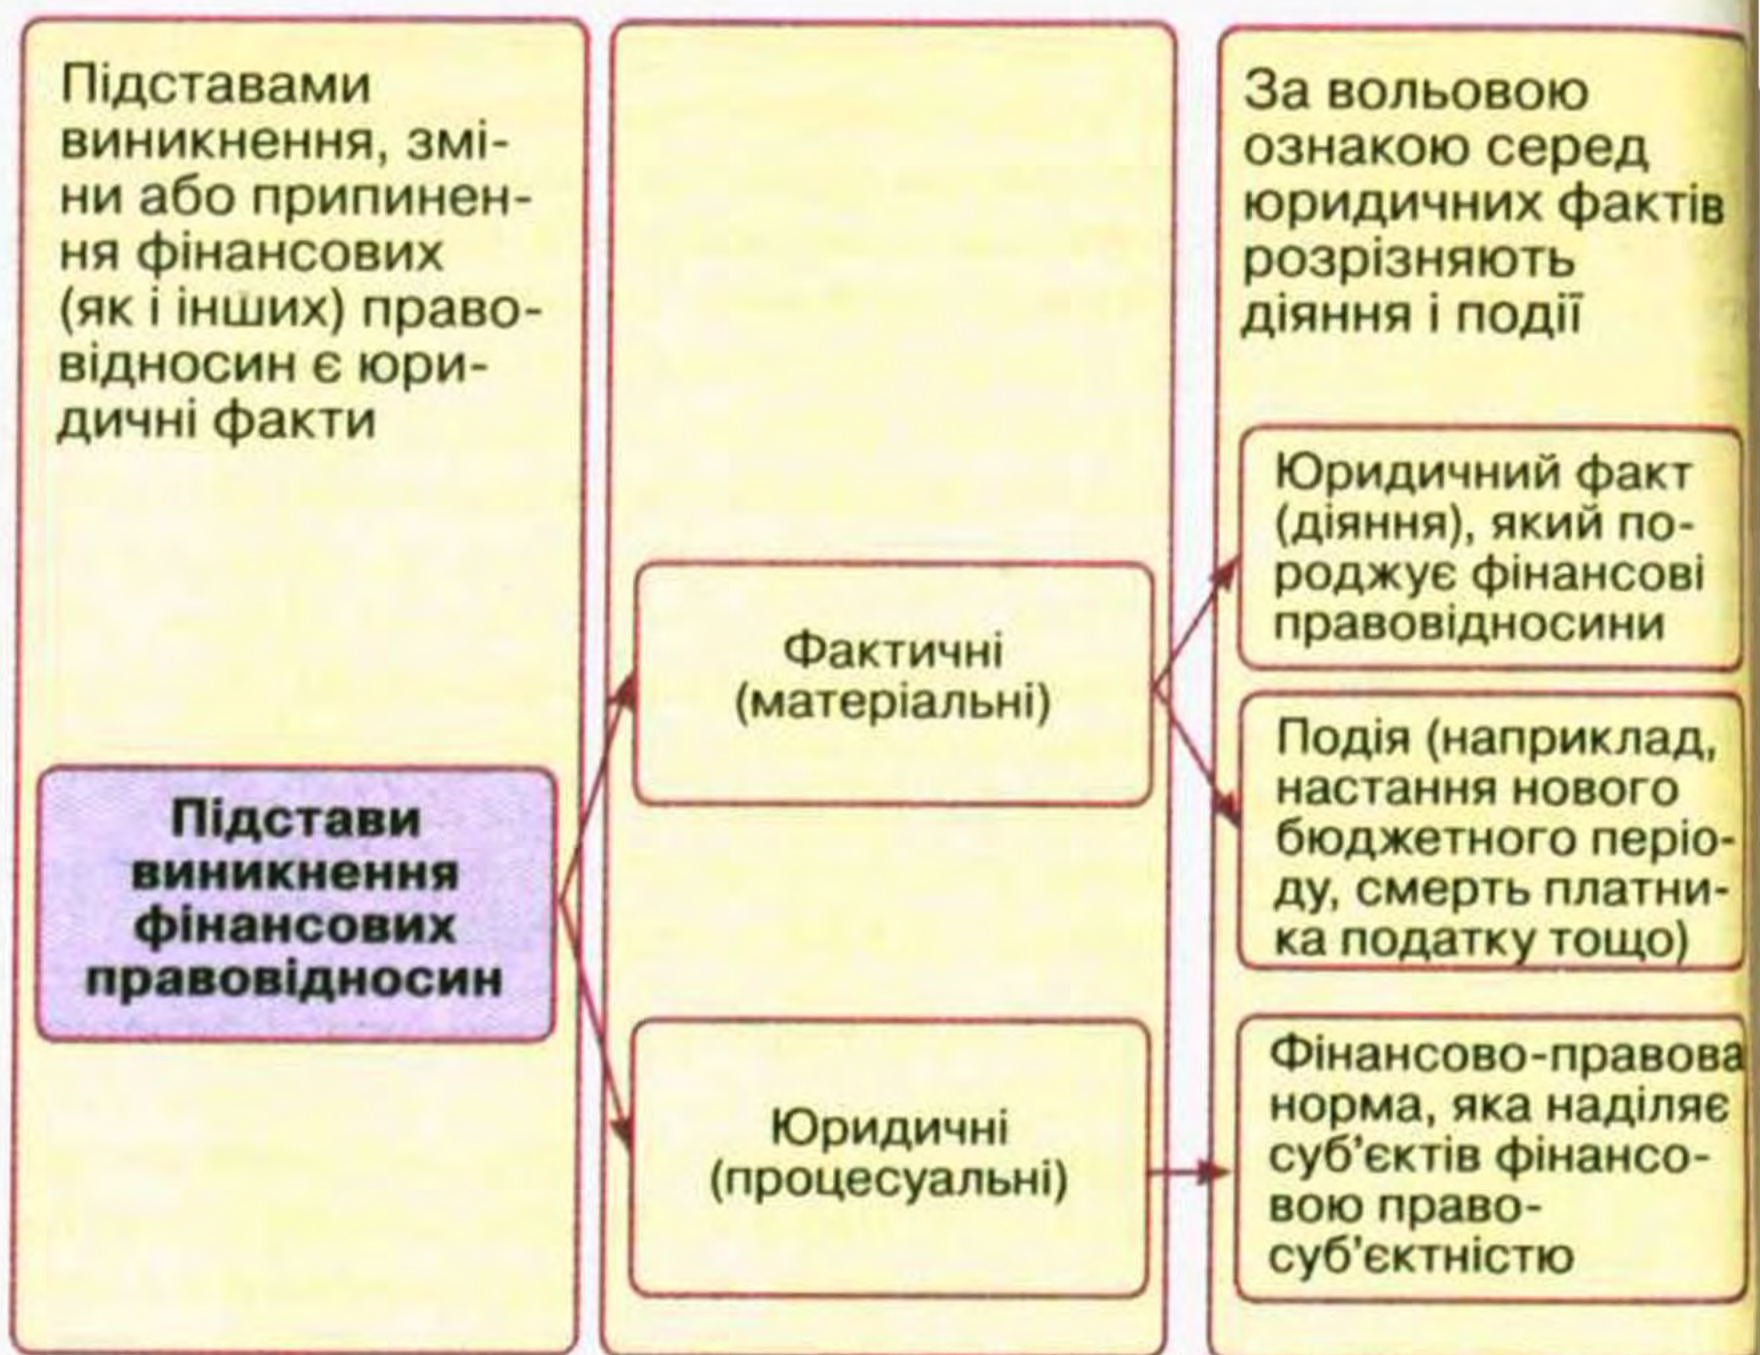 Підставами
виникнення, змі-
ни або припинен-
ня фінансових
(як і інших) право-
відносин є юри-
дичні факти
Підстави
виникнення
фінансових
правовідносин
Фактичні
(матеріальні)
Юридичні
(процесуальні)
За вольовою
ознакою серед
юридичних фактів
розрізняють
діяння і події
Юридичний факт
(діяння), який по-
роджує фінансові
правовідносини
Подія (наприклад,
настання нового
бюджетного періо-
ду, смерть платни-
ка податку тощо)
Фінансово-правова
норма, яка наділяє
суб'єктів фінансо-
вою право-
суб'єктністю